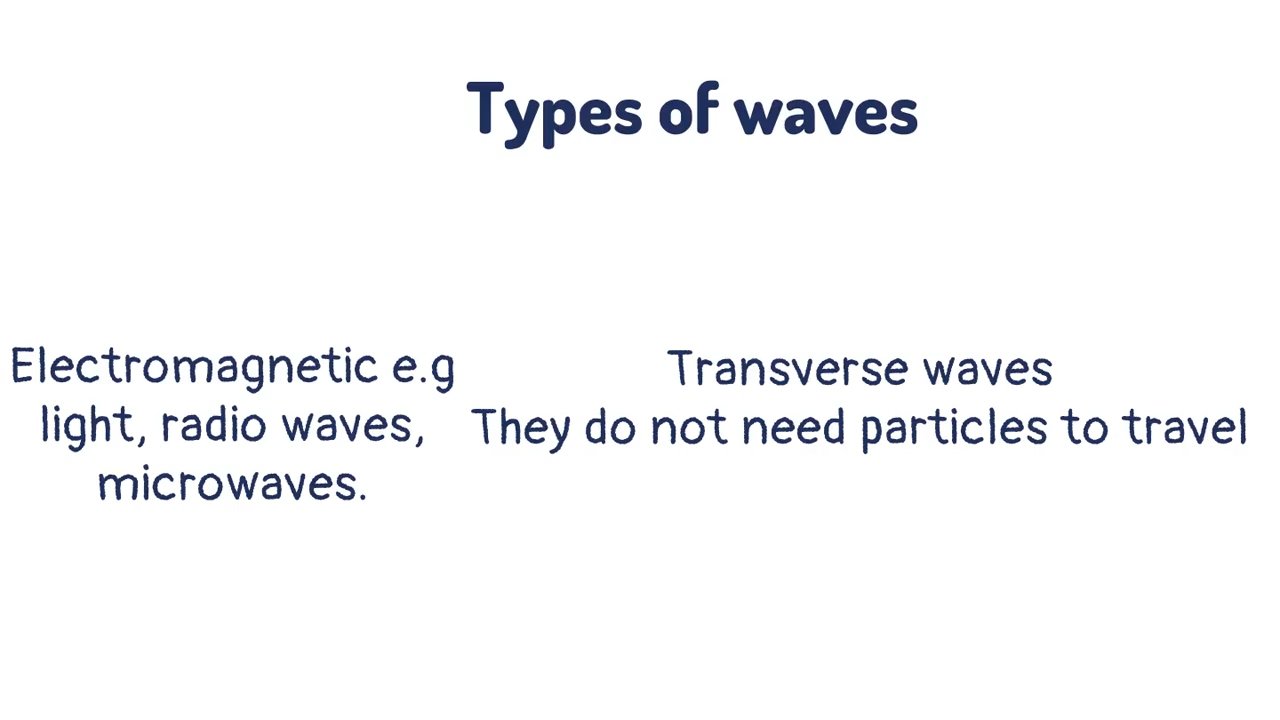 Types of waves
Electromagnetic e.g
light, radio waves,
microwaves.
Transverse waves
They do not need particles to travel